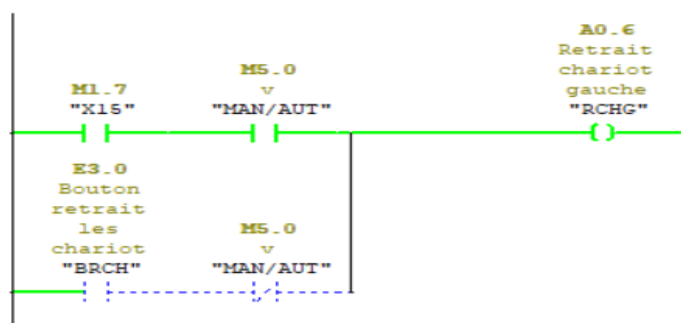 M1.7
"X15"
M5.0
v
"MAN/AUT"
A0.6
Retrait
chariot
gauche
"RCHG"
E3.0
Bouton
retrait
les
chariot
"BRCH"
M5.0
v
"MAN/AUT"